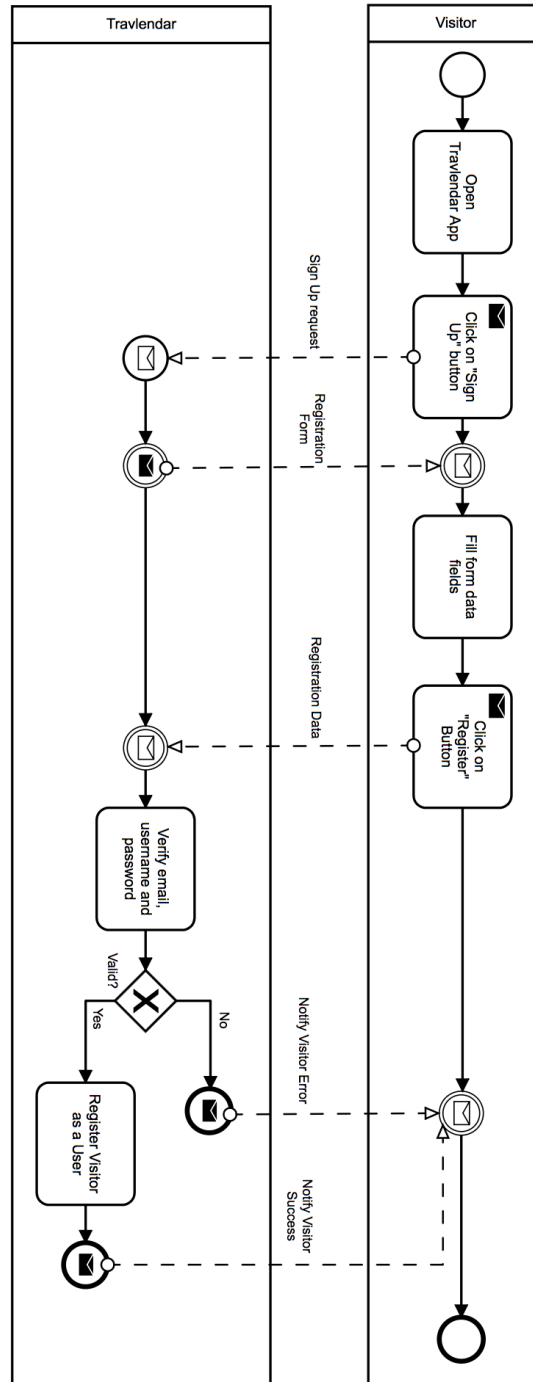 Visitor
Open
Travlendar App
Click on "Sign
Up" button
Fill form data
fields
Click on
"Register"
Button
Sign Up request
Registration
Form
Registration Data
Notify Visitor Error
Notify Visitor
Success
Travlendar
Verify email,
username and
password
Valid?
No
Yes
Register Visitor
as a User